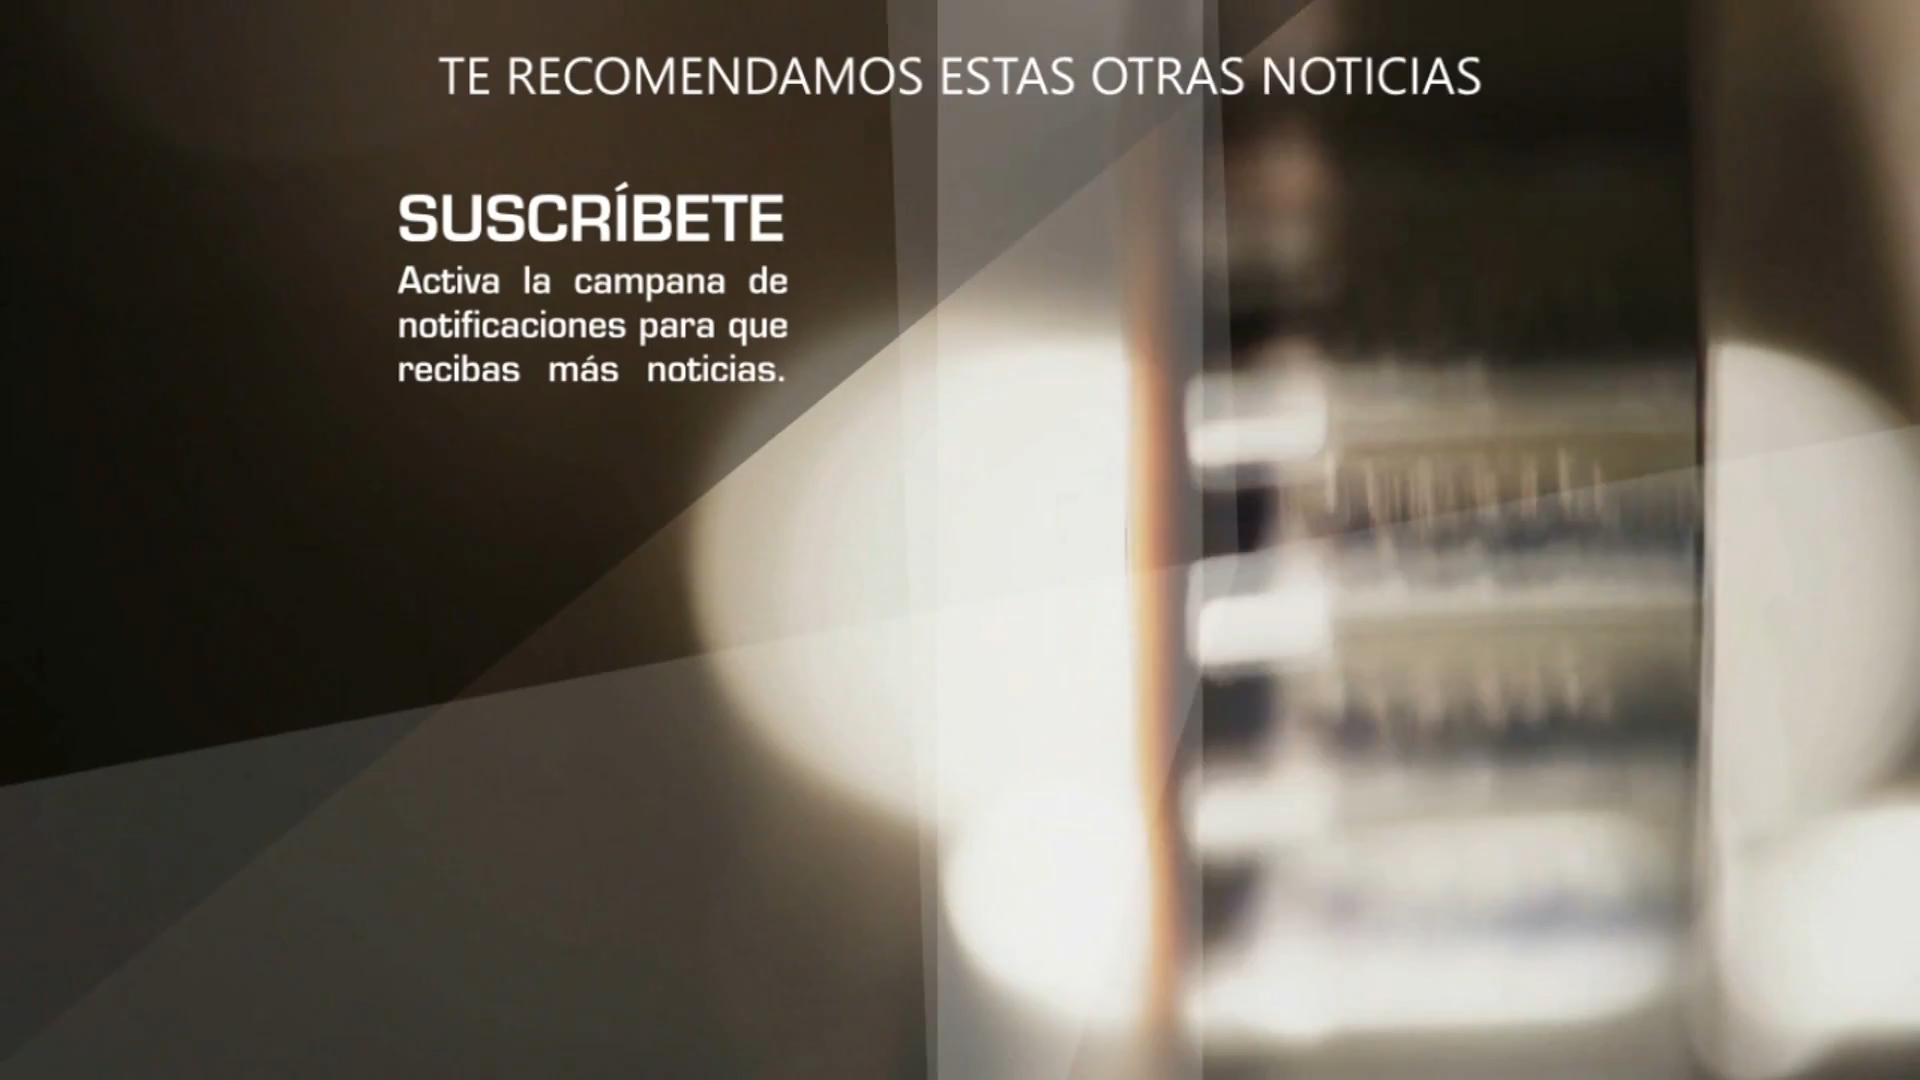 TE RECOMENDAMOS ESTAS OTRAS NOTICIAS
SUSCRÍBETE
Activa la campana de
notificaciones para que
recibas más noticias.